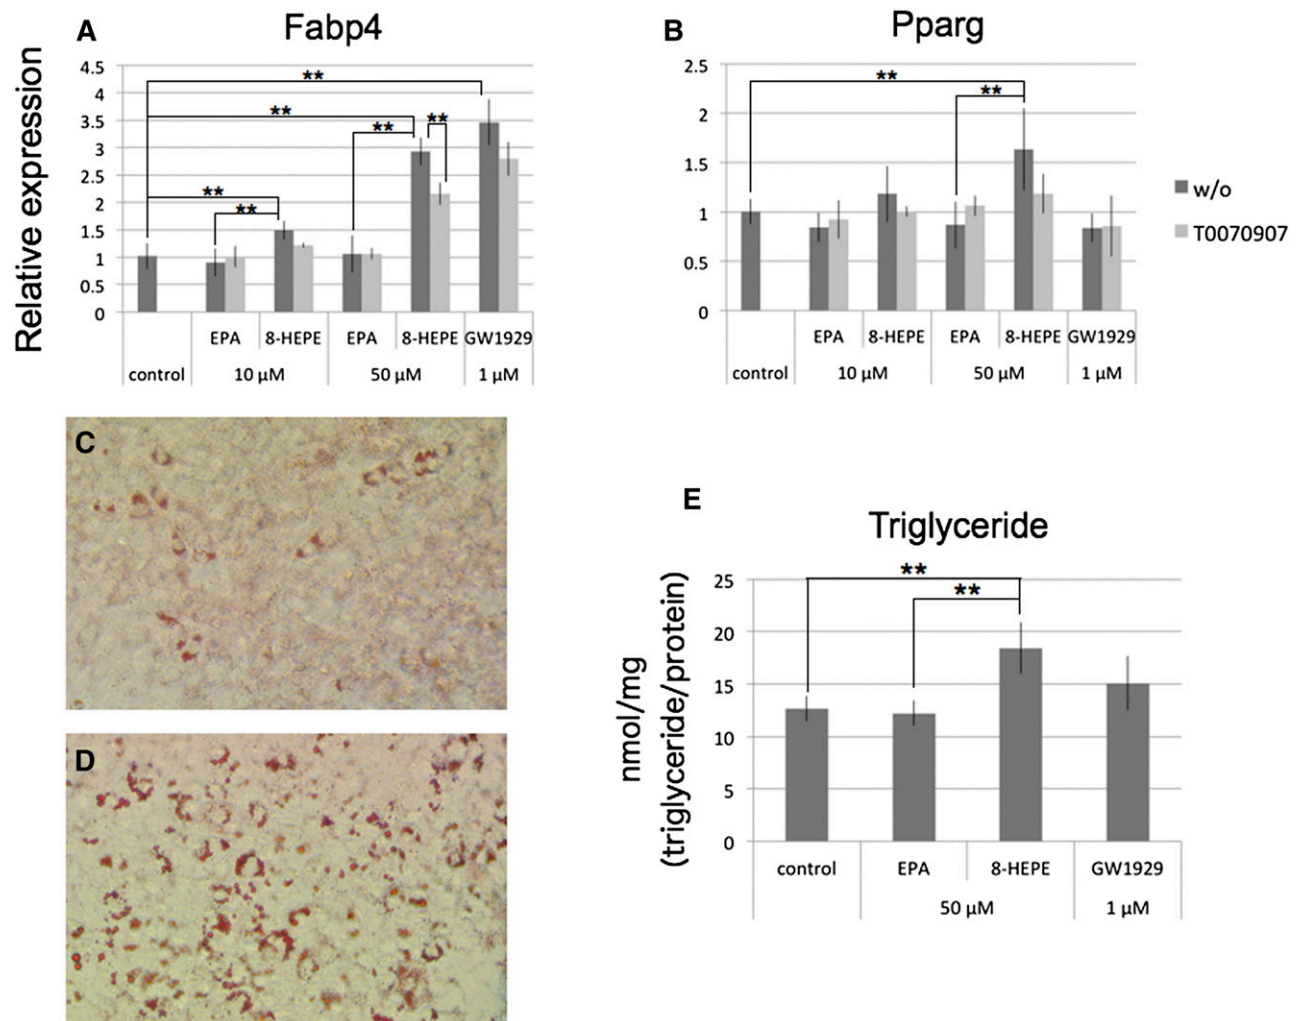 A
Fabp4
Relative expression
4.5
4
3.5
3
2.5
2
1.5
1
0.5
0
**
**
**
**
**
**
EPA
8-HEPE
EPA
8-HEPE
GW1929
control
10 µM
50 µM
1 µM
B
Pparg
2.5
2
1.5
1
0.5
0
**
**
EPA
8-HEPE
EPA
8-HEPE
GW1929
control
10 µM
50 µM
1 µM
w/o
T0070907
C
D
E
Triglyceride
nmol/mg
(triglyceride/protein)
25
20
15
10
5
0
**
**
control
EPA
8-HEPE
GW1929
50 µM
1 µM